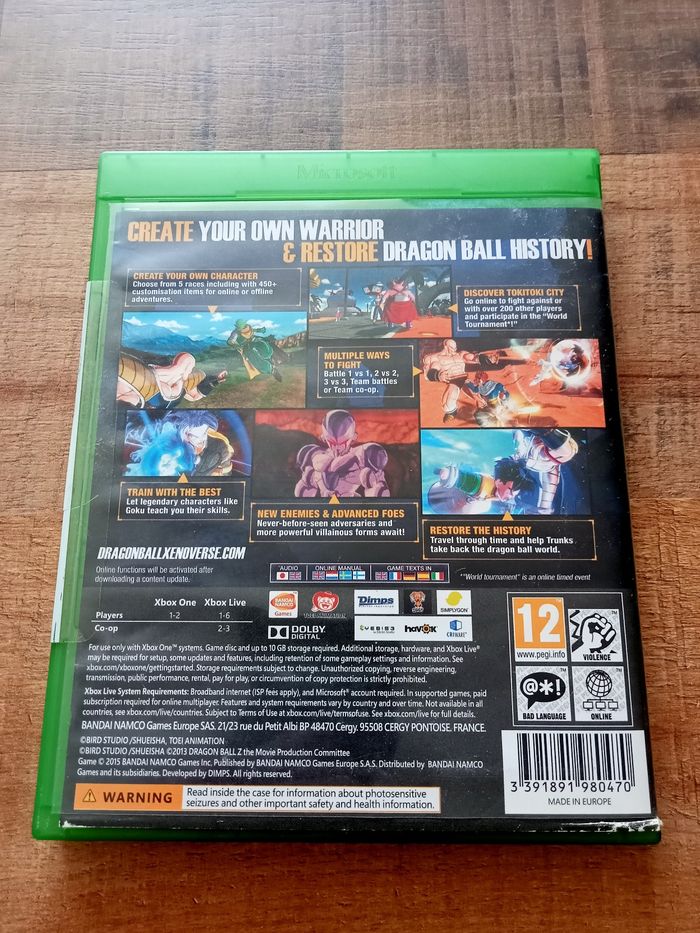 Microsoft
CREATE YOUR OWN WARRIOR
& RESTORE DRAGON BALL HISTORY!
CREATE YOUR OWN CHARACTER
Choose from 5 races including with 450+
customisation items for online or offline
adventures.
DISCOVER TOKITOKI CITY
Go online to fight against or
with over 200 other players
and participate in the "World
Tournament*!"
MULTIPLE WAYS
TO FIGHT
Battle 1 vs 1, 2 vs 2,
3 vs 3, Team battles
or Team co-op.
TRAIN WITH THE BEST
Let legendary characters like
Goku teach you their skills.
NEW ENEMIES & ADVANCED FOES
Never-before-seen adversaries and
more powerful villainous forms await!
RESTORE THE HISTORY
Travel through time and help Trunks
take back the dragon ball world.
DRAGONBALLXENOVERSE.COM
Online functions will be activated after
downloading a content update.
AUDIO
ONLINE MANUAL
GAME TEXTS IN
*"World tournament" is an online timed event
Xbox One Xbox Live
Players 1-2 1-6
Co-op 2-3
BANDAI
NAMCO
Games
TOEI ANIMATION
Dimps
SIMPLYGON
DOLBY
DIGITAL
havok
CRIWARE
12
www.pegi.info
VIOLENCE
@*!
BAD LANGUAGE
ONLINE
For use only with Xbox One™ systems. Game disc and up to 10 GB storage required. Additional storage, hardware, and Xbox Live®
may be required for setup, some updates and features, including retention of some gameplay settings and information. See
xbox.com/xboxone/gettingstarted. Storage requirements subject to change. Unauthorized copying, reverse engineering,
transmission, public performance, rental, pay for play, or circumvention of copy protection is strictly prohibited.
Xbox Live System Requirements: Broadband internet (ISP fees apply), and Microsoft® account required. In supported games, paid
subscription required for online multiplayer. Features and system requirements vary by country and over time. Not available in all
countries, see xbox.com/live/countries. Subject to Terms of Use at xbox.com/live/termsofuse. See xbox.com/live for full details.
BANDAI NAMCO Games Europe SAS. 21/23 rue du Petit Albi BP 48470 Cergy. 95508 CERGY PONTOISE. FRANCE.
©BIRD STUDIO /SHUEISHA, TOEI ANIMATION
©BIRD STUDIO /SHUEISHA ©2013 DRAGON BALL Z the Movie Production Committee
Game © 2015 BANDAI NAMCO Games Inc. Published by BANDAI NAMCO Games Europe S.A.S. Distributed by BANDAI NAMCO
Games and its subsidiaries. Developed by DIMPS. All rights reserved.
WARNING
Read inside the case for information about photosensitive
seizures and other important safety and health information.
3 391891 980470
MADE IN EUROPE